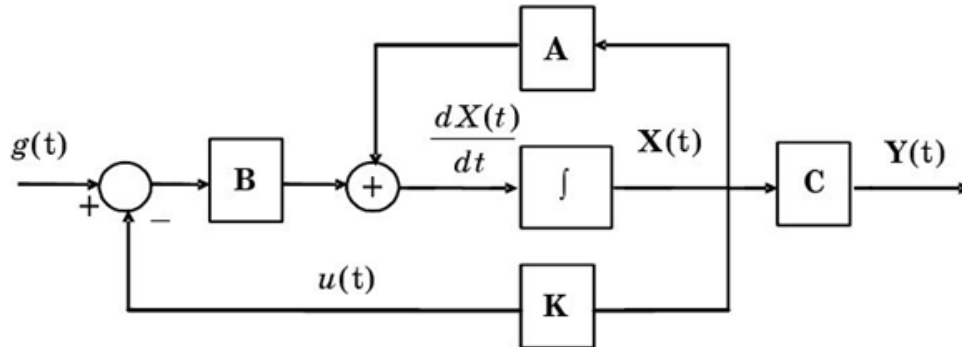 A
dX(t)
dt
X(t)
g(t)
Y(t)
B
+
∫
C
+
−
u(t)
K